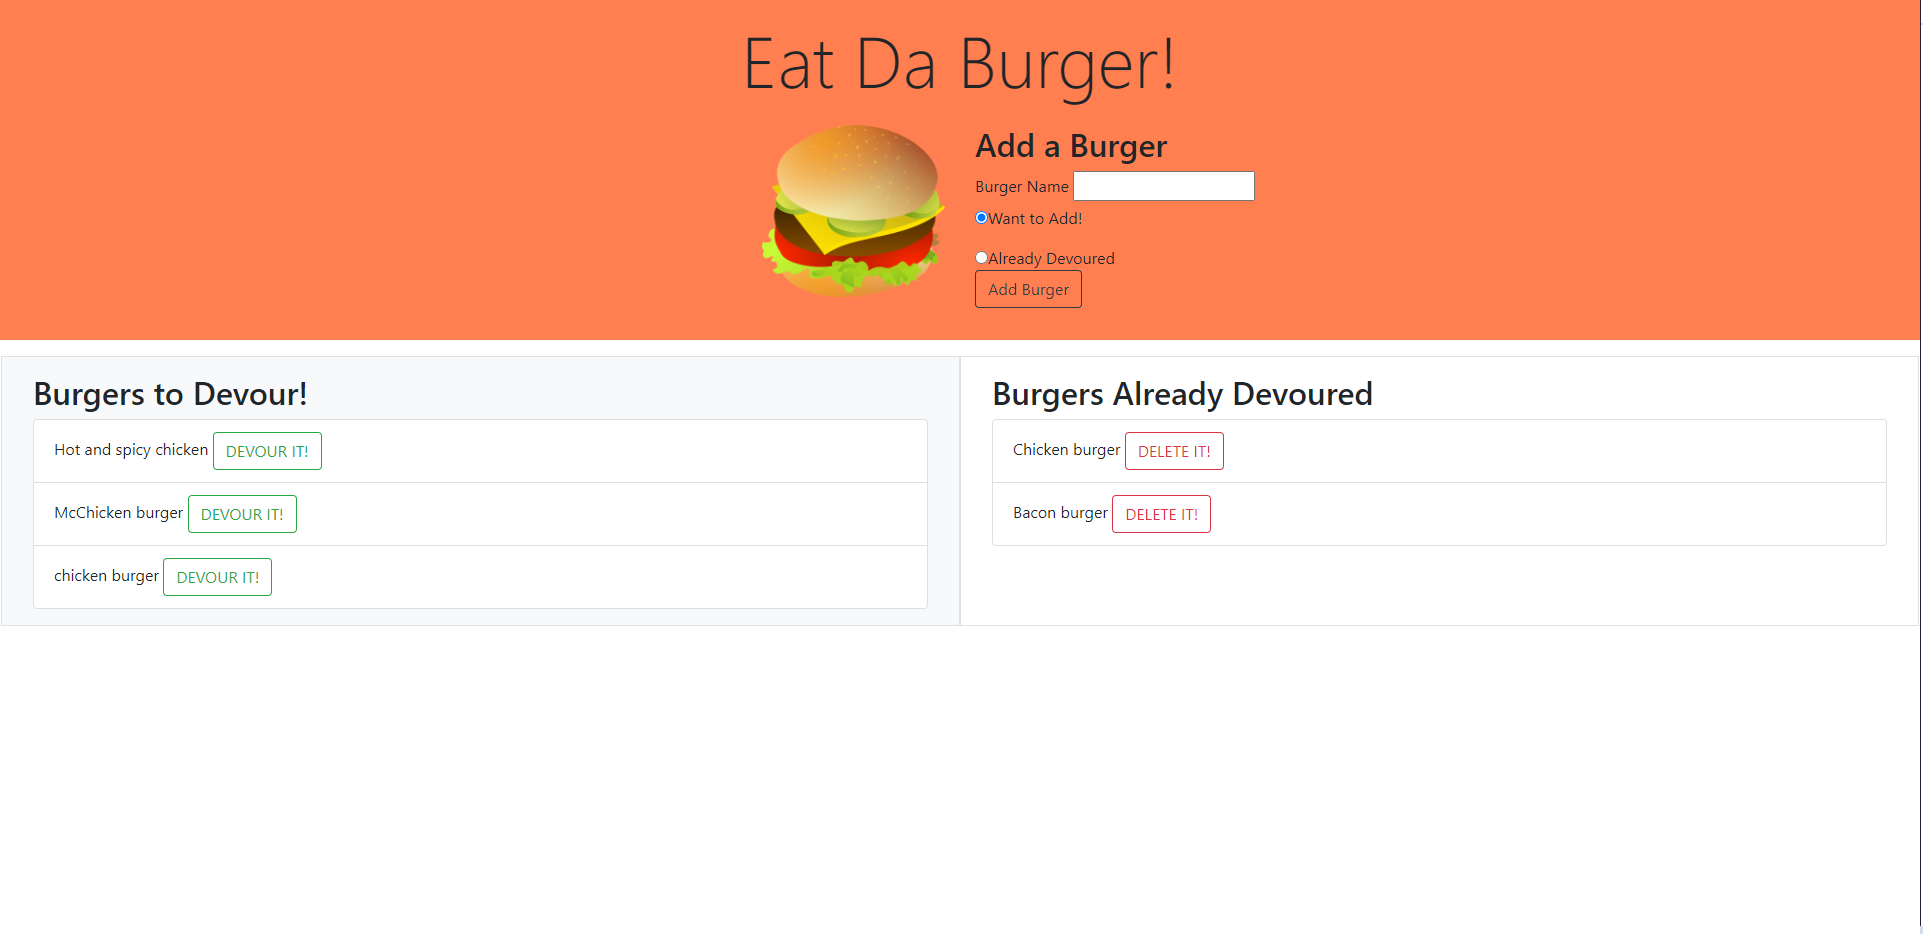 Eat Da Burger!
Add a Burger
Burger Name
Want to Add!
Already Devoured
Add Burger
Burgers to Devour!
Hot and spicy chicken DEVOUR IT!
McChicken burger DEVOUR IT!
chicken burger DEVOUR IT!
Burgers Already Devoured
Chicken burger DELETE IT!
Bacon burger DELETE IT!